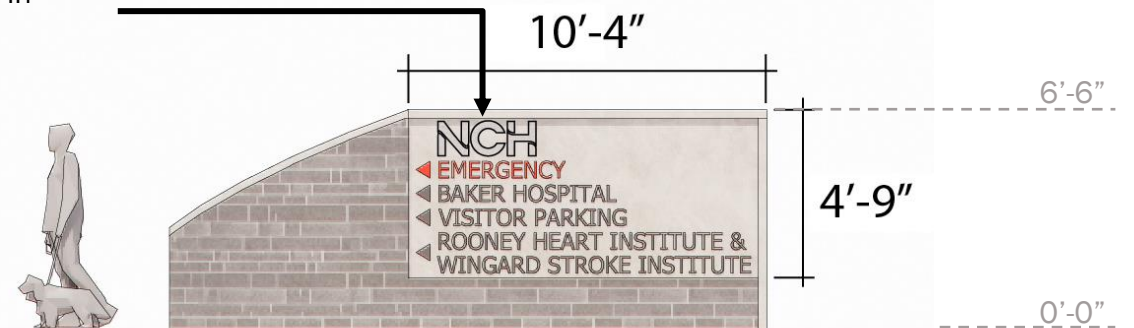 in
10’-4”
6’-6”
NCH
EMERGENCY
BAKER HOSPITAL
VISITOR PARKING
ROONEY HEART INSTITUTE &
WINGARD STROKE INSTITUTE
4’-9”
0’-0”